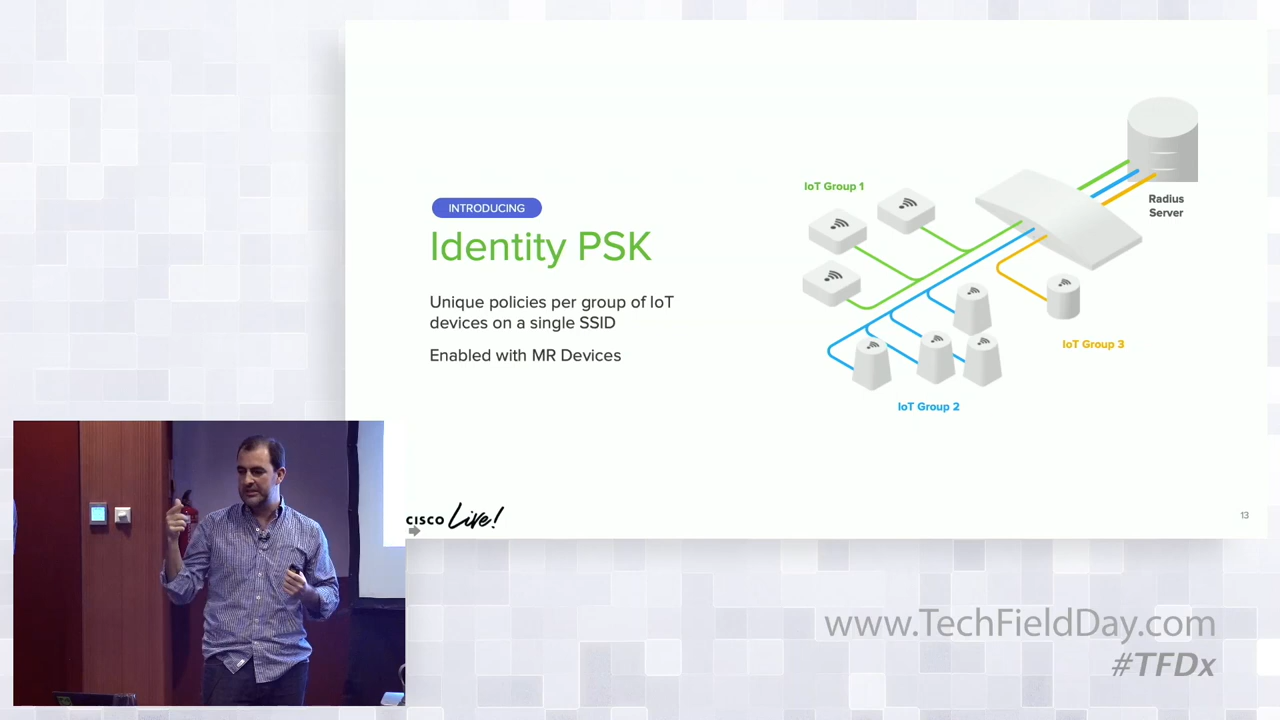 INTRODUCING
Identity PSK
Unique policies per group of IoT
devices on a single SSID
Enabled with MR Devices
IoT Group 1
Radius
Server
IoT Group 3
IoT Group 2
CISCO Live!
13
www.TechFieldDay.com
#TFDx